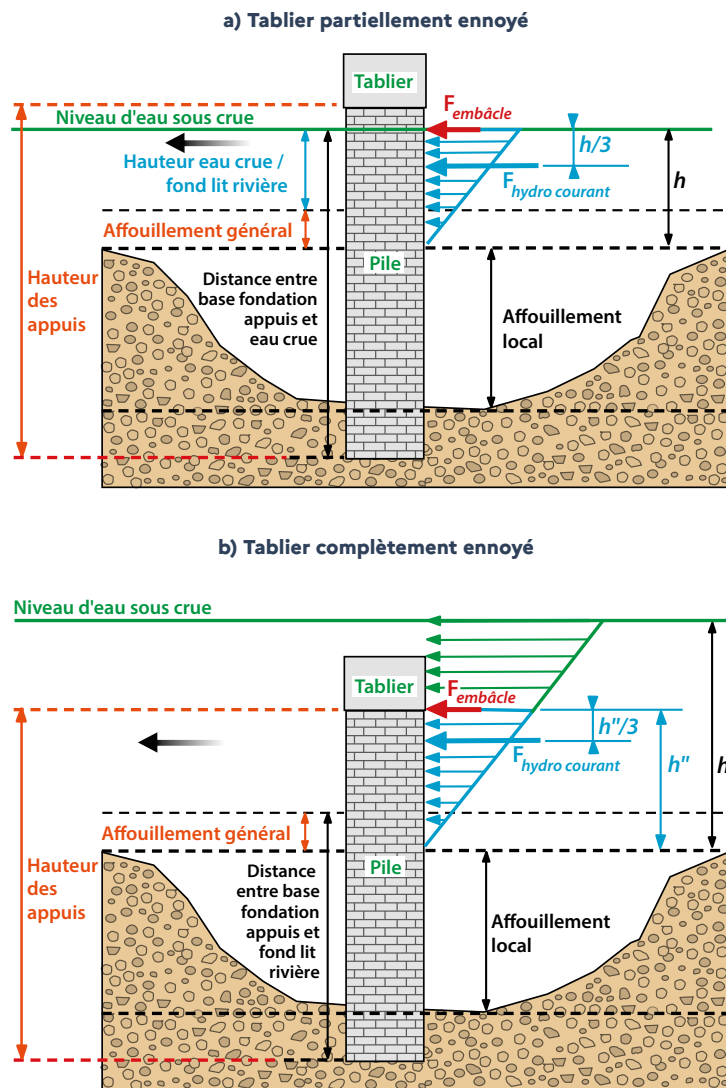 a) Tablier partiellement ennoyé
Tablier
Niveau d'eau sous crue
F embâcle
h/3
Hauteur eau crue /
fond lit rivière
F hydro courant
h
Affouillement général
Hauteur
des
appuis
Distance entre
base fondation
appuis et
eau crue
Pile
Affouillement
local
b) Tablier complètement ennoyé
Niveau d'eau sous crue
Tablier
F embâcle
h"/3
F hydro courant
h"
h
Affouillement général
Hauteur
des
appuis
Distance
entre base
fondation
appuis et
fond lit
rivière
Pile
Affouillement
local